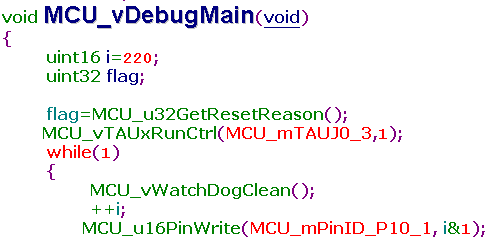 void MCU_vDebugMain(void)
{
uint16 i=220;
uint32 flag;
flag=MCU_u32GetResetReason();
MCU_vTAUxRunCtrl(MCU_mTAUJ0_3,1);
while(1)
{
MCU_vWatchDogClean();
++i;
MCU_u16PinWrite(MCU_mPinID_P10_1, i&1);